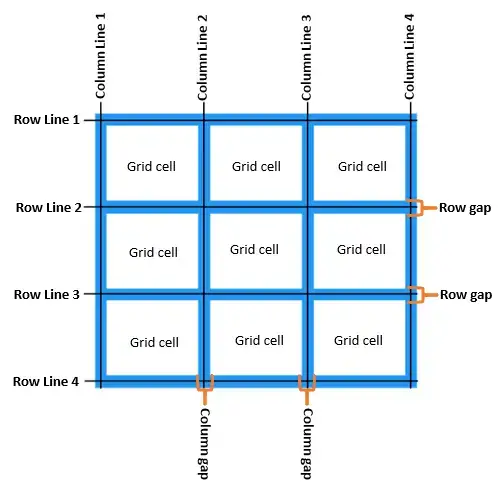 Column Line 1
Column Line 2
Column Line 3
Column Line 4
Row Line 1
Grid cell
Grid cell
Grid cell
Row Line 2
Row gap
Grid cell
Grid cell
Grid cell
Row Line 3
Row gap
Grid cell
Grid cell
Grid cell
Row Line 4
Column gap
Column gap